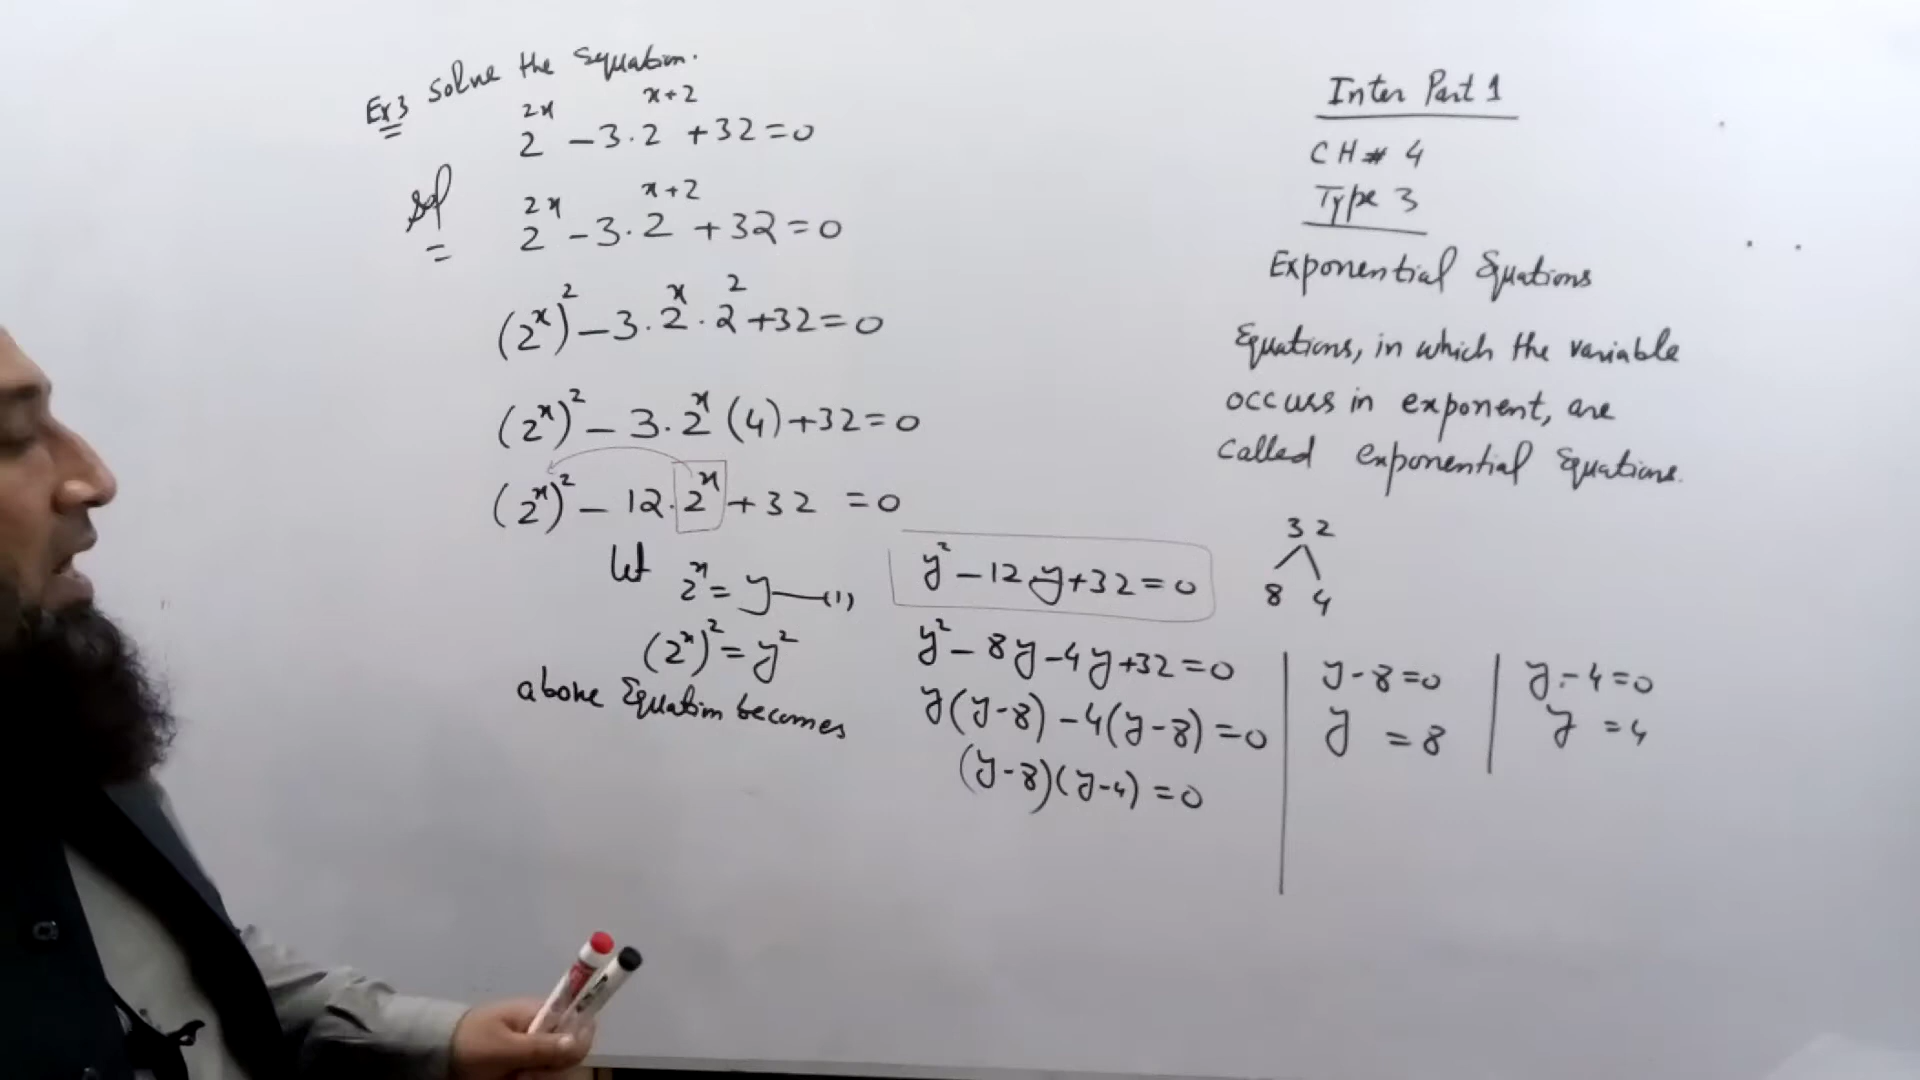 Ex3 Solve the Equation.
2^{2x} - 3.2^{x+2} + 32 = 0
Sol 2^{2x} - 3.2^{x+2} + 32 = 0
(2^x)^2 - 3.2^x.2^2 + 32 = 0
(2^x)^2 - 3.2^x(4) + 32 = 0
(2^x)^2 - 12.2^x + 32 = 0
Let 2^x = y —(1)
(2^x)^2 = y^2
above Equation becomes
y^2 - 12y + 32 = 0
y^2 - 8y - 4y + 32 = 0
y(y-8) - 4(y-8) = 0
(y-8)(y-4) = 0
Inter Part 1
CH# 4
Type 3
Exponential Equations
Equations, in which the variable
occurs in exponent, are
called exponential Equations.
32
8 4
y - 8 = 0
y = 8
y - 4 = 0
y = 4